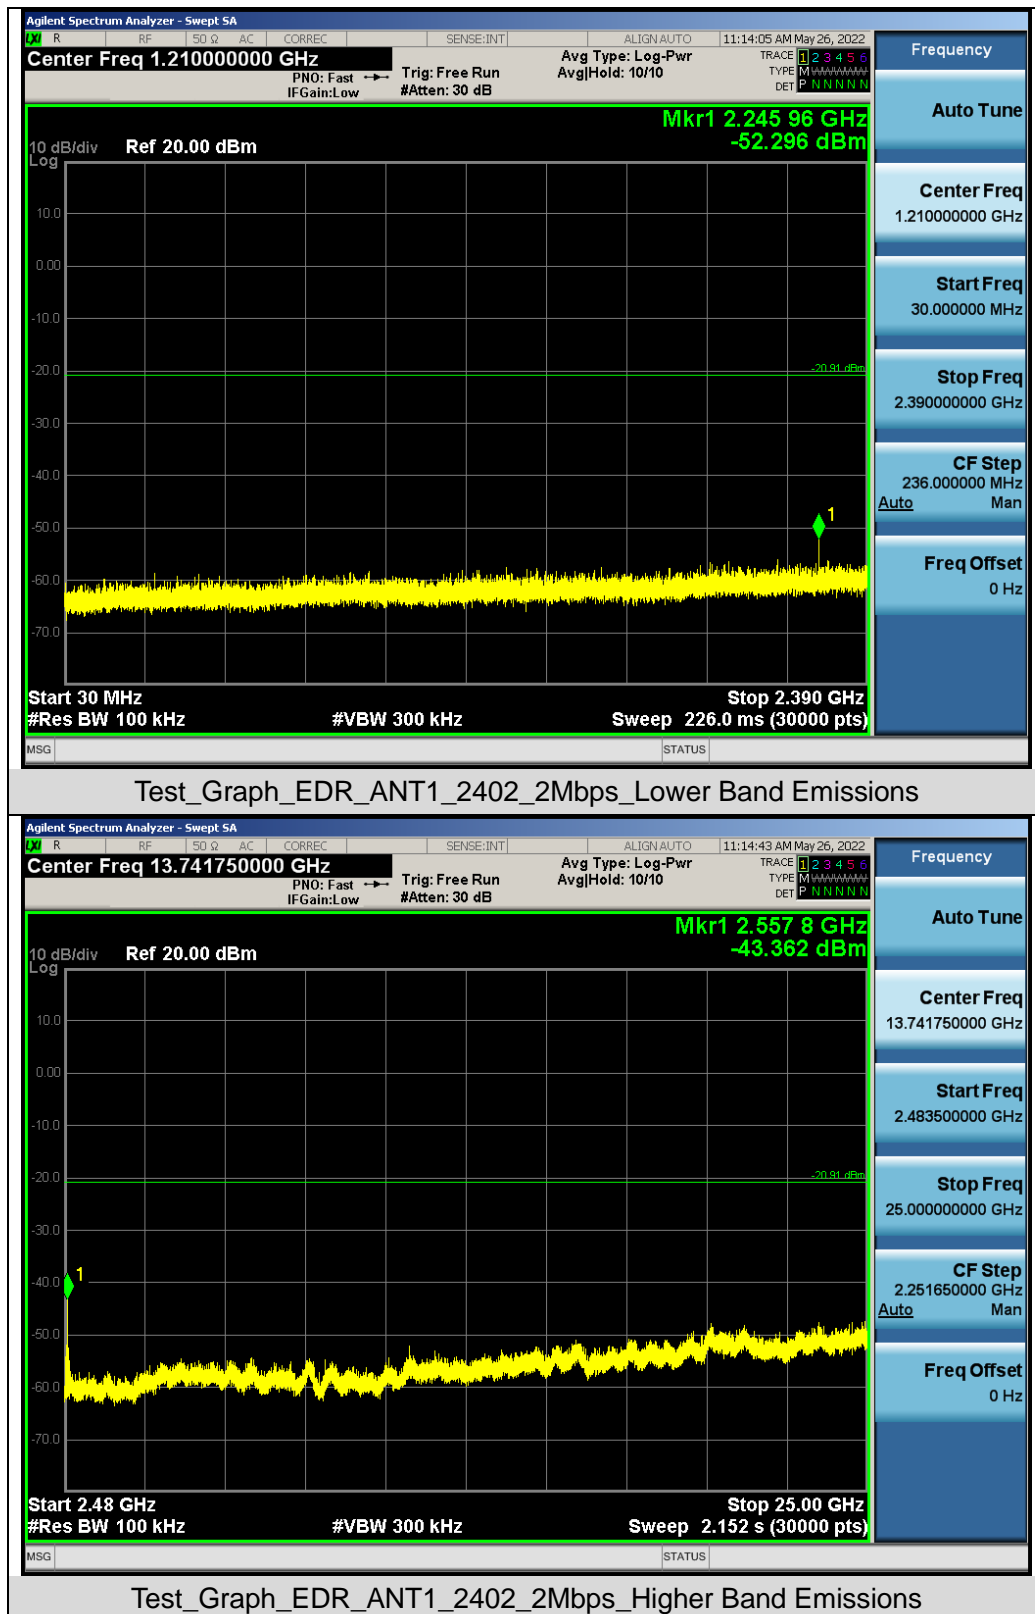 Agilent Spectrum Analyzer - Swept SA
LXI R RF 50 Ω AC CORREC SENSE:INT ALIGN AUTO 11:14:05 AM May 26, 2022
Center Freq 1.210000000 GHz
PNO: Fast
IFGain:Low
Trig: Free Run
#Atten: 30 dB
Avg Type: Log-Pwr
Avg|Hold: 10/10
TRACE 1 2 3 4 5 6
TYPE M
DET P N N N N N
Mkr1 2.245 96 GHz
-52.296 dBm
10 dB/div Ref 20.00 dBm
Log
10.0
0.00
-10.0
-20.0
-20.91 dBm
-30.0
-40.0
-50.0
1
-60.0
-70.0
Start 30 MHz Stop 2.390 GHz
#Res BW 100 kHz #VBW 300 kHz Sweep 226.0 ms (30000 pts)
MSG STATUS
Frequency
Auto Tune
Center Freq
1.210000000 GHz
Start Freq
30.000000 MHz
Stop Freq
2.390000000 GHz
CF Step
236.000000 MHz
Auto Man
Freq Offset
0 Hz
Test_Graph_EDR_ANT1_2402_2Mbps_Lower Band Emissions
Agilent Spectrum Analyzer - Swept SA
LXI R RF 50 Ω AC CORREC SENSE:INT ALIGN AUTO 11:14:43 AM May 26, 2022
Center Freq 13.741750000 GHz
PNO: Fast
IFGain:Low
Trig: Free Run
#Atten: 30 dB
Avg Type: Log-Pwr
Avg|Hold: 10/10
TRACE 1 2 3 4 5 6
TYPE M
DET P N N N N N
Mkr1 2.557 8 GHz
-43.362 dBm
10 dB/div Ref 20.00 dBm
Log
10.0
0.00
-10.0
-20.0
-20.91 dBm
-30.0
-40.0
1
-50.0
-60.0
-70.0
Start 2.48 GHz Stop 25.00 GHz
#Res BW 100 kHz #VBW 300 kHz Sweep 2.152 s (30000 pts)
MSG STATUS
Frequency
Auto Tune
Center Freq
13.741750000 GHz
Start Freq
2.483500000 GHz
Stop Freq
25.000000000 GHz
CF Step
2.251650000 GHz
Auto Man
Freq Offset
0 Hz
Test_Graph_EDR_ANT1_2402_2Mbps_Higher Band Emissions